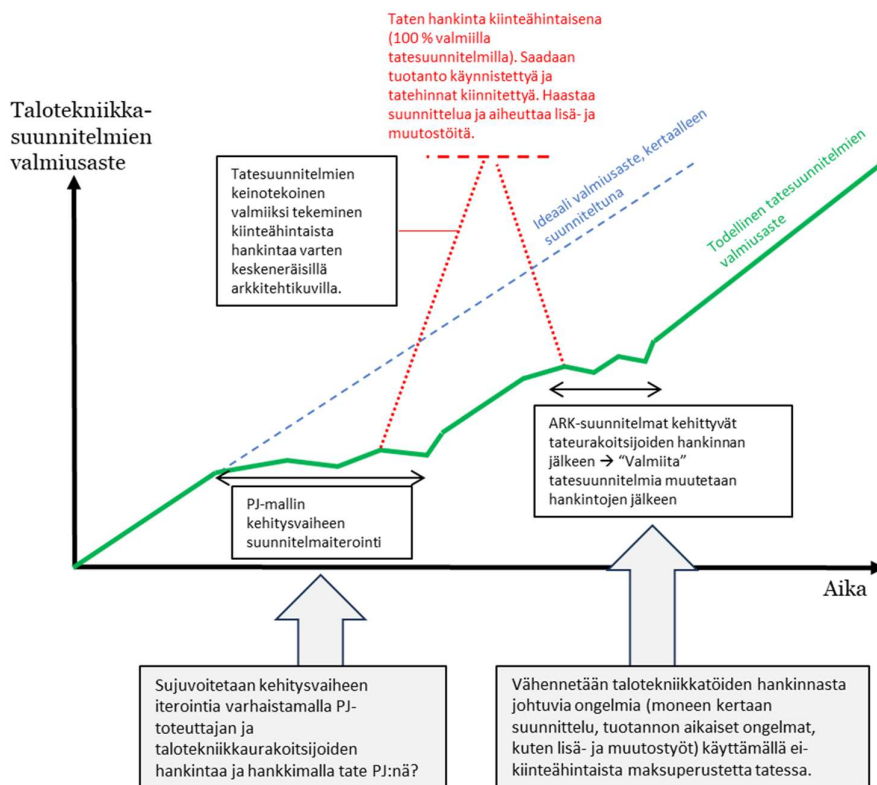 Taten hankinta kiinteähintaisena
(100 % valmiilla
tatesuunnitelmilla). Saadaan
tuotanto käynnistettyä ja
tatehinnat kiinnitettyä. Haastaa
suunnittelua ja aiheuttaa lisä- ja
muutostöitä.
Talotekniikka-
suunnitelmien
valmiusaste
Tatesuunnitelmien
keinotekoinen
valmiiksi tekeminen
kiinteähintaista
hankintaa varten
keskeneräisillä
arkkitehtikuvilla.
Ideaali valmiusaste, kertaalleen
suunniteltuna
Todellinen tatesuunnitelmien
valmiusaste
PJ-mallin
kehitysvaiheen
suunnitelmaiterointi
ARK-suunnitelmat kehittyvät
tateurakoitsijoiden hankinnan
jälkeen → “Valmiita”
tatesuunnitelmia muutetaan
hankintojen jälkeen
Aika
Sujuvoitetaan kehitysvaiheen
iterointia varhaistamalla PJ-
toteuttajan ja
talotekniikkaurakoitsijoiden
hankintaa ja hankkimalla tate PJ:nä?
Vähennetään talotekniikkatöiden hankinnasta
johtuvia ongelmia (moneen kertaan
suunnittelu, tuotannon aikaiset ongelmat,
kuten lisä- ja muutostyöt) käyttämällä ei-
kiinteähintaista maksuperustetta tatessa.